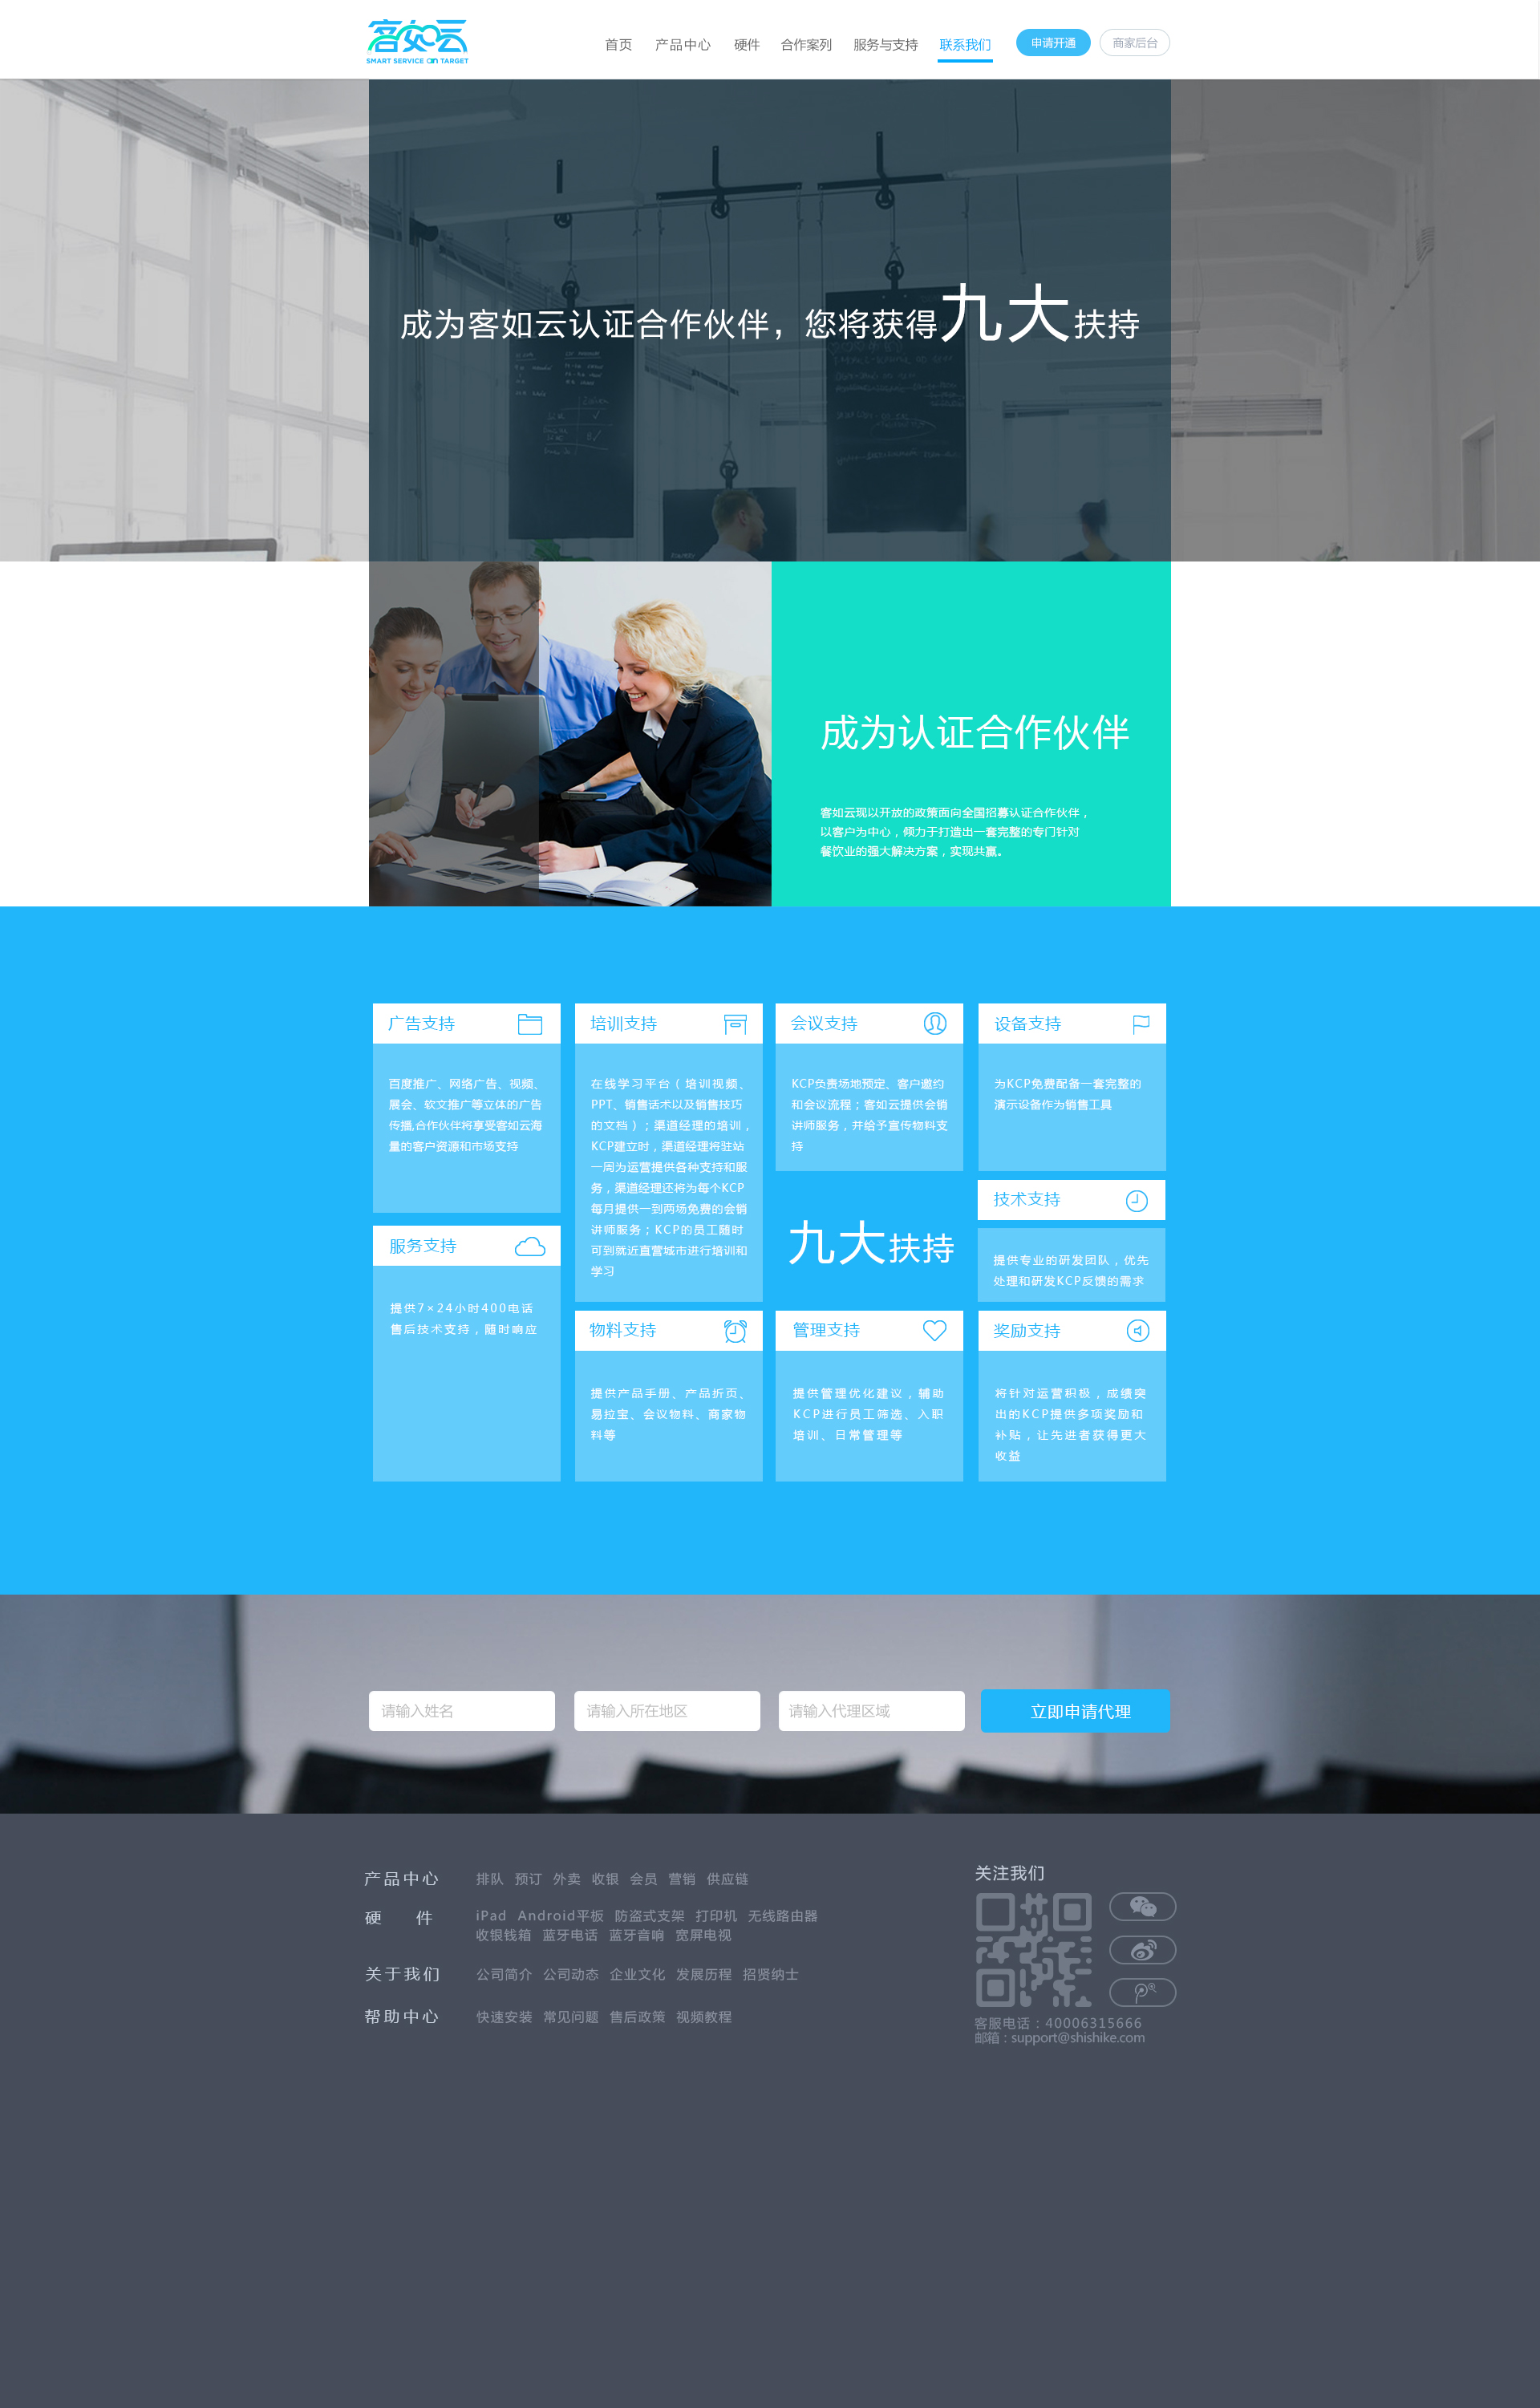 客如云
SMART SERVICE on TARGET
首页 产品中心 硬件 合作案列 服务与支持 联系我们 申请开通 商家后台
成为客如云认证合作伙伴，您将获得九大扶持
成为认证合作伙伴
客如云现以开放的政策面向全国招募认证合作伙伴，
以客户为中心，倾力于打造出一套完整的专门针对
餐饮业的强大解决方案，实现共赢。
广告支持
百度推广、网络广告、视频、
展会、软文推广等立体的广告
传播,合作伙伴将享受客如云海
量的客户资源和市场支持
培训支持
在线学习平台（培训视频、
PPT、销售话术以及销售技巧
的文档）；渠道经理的培训，
KCP建立时，渠道经理将驻站
一周为运营提供各种支持和服
务，渠道经理还将为每个KCP
每月提供一到两场免费的会销
讲师服务；KCP的员工随时
可到就近直营城市进行培训和
学习
会议支持
KCP负责场地预定、客户邀约
和会议流程；客如云提供会销
讲师服务，并给予宣传物料支
持
设备支持
为KCP免费配备一套完整的
演示设备作为销售工具
技术支持
提供专业的研发团队，优先
处理和研发KCP反馈的需求
九大扶持
服务支持
提供7×24小时400电话
售后技术支持，随时响应
物料支持
提供产品手册、产品折页、
易拉宝、会议物料、商家物
料等
管理支持
提供管理优化建议，辅助
KCP进行员工筛选、入职
培训、日常管理等
奖励支持
将针对运营积极，成绩突
出的KCP提供多项奖励和
补贴，让先进者获得更大
收益
请输入姓名 请输入所在地区 请输入代理区域 立即申请代理
产品中心 排队 预订 外卖 收银 会员 营销 供应链
硬 件 iPad Android平板 防盗式支架 打印机 无线路由器
收银钱箱 蓝牙电话 蓝牙音响 宽屏电视
关于我们 公司简介 公司动态 企业文化 发展历程 招贤纳士
帮助中心 快速安装 常见问题 售后政策 视频教程
关注我们
客服电话：40006315666
邮箱：support@shishike.com